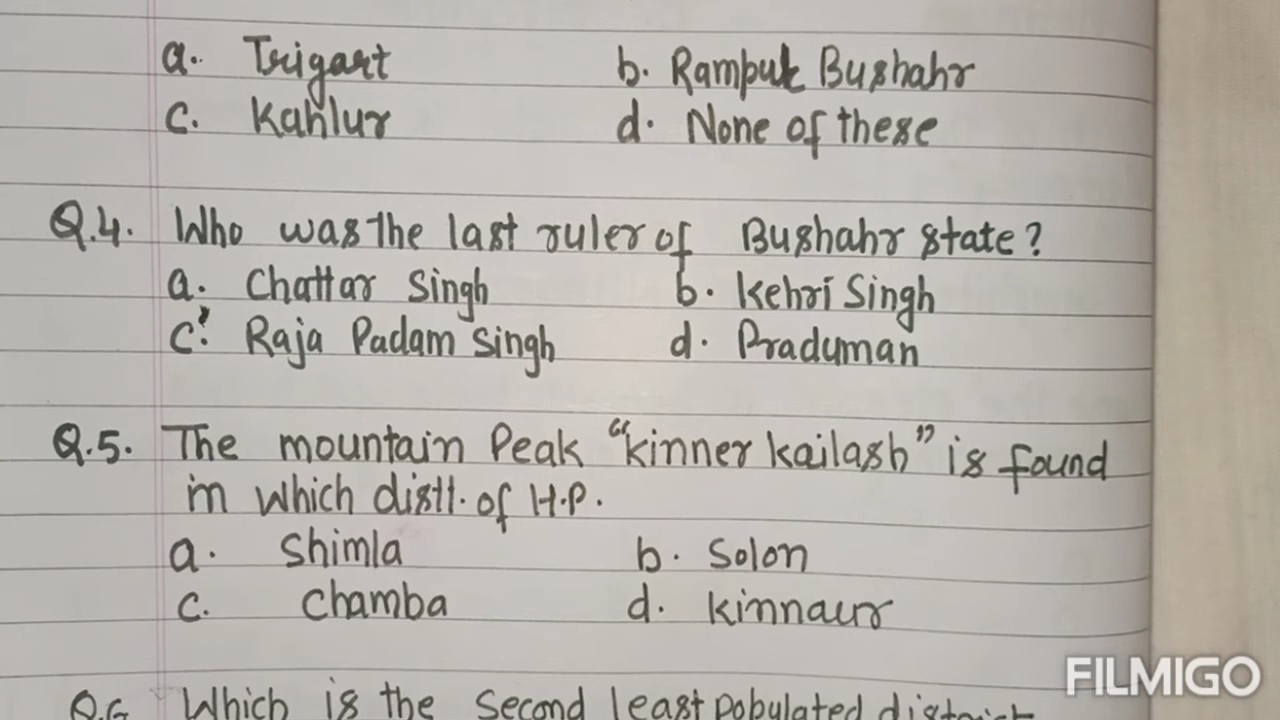 a. Trigart b. Rampur Bushahr
c. Kahlur d. None of these
Q.4. Who was the last ruler of Bushahr state?
a. Chattar Singh b. Kehri Singh
c. Raja Padam Singh d. Praduman
Q.5. The mountain Peak "kinner kailash" is found
in which distt. of H.P.
a. Shimla b. Solon
c. Chamba d. kinnaur
Q.6 Which is the second least populated district
FILMIGO